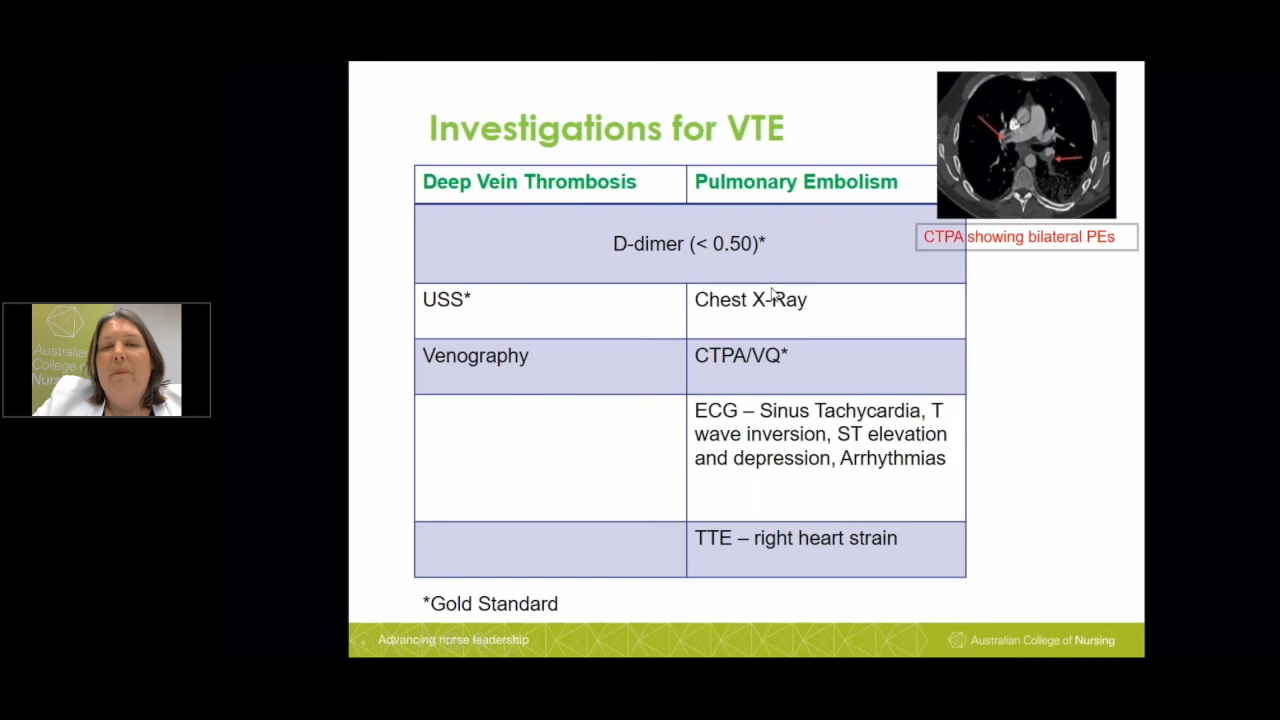 Investigations for VTE
Deep Vein Thrombosis
Pulmonary Embolism
CTPA showing bilateral PEs
D-dimer (< 0.50)*
USS*
Chest X-Ray
Venography
CTPA/VQ*
ECG – Sinus Tachycardia, T
wave inversion, ST elevation
and depression, Arrhythmias
TTE – right heart strain
*Gold Standard
Advancing nurse leadership
Australian College of Nursing
Australian
College of
Nurs